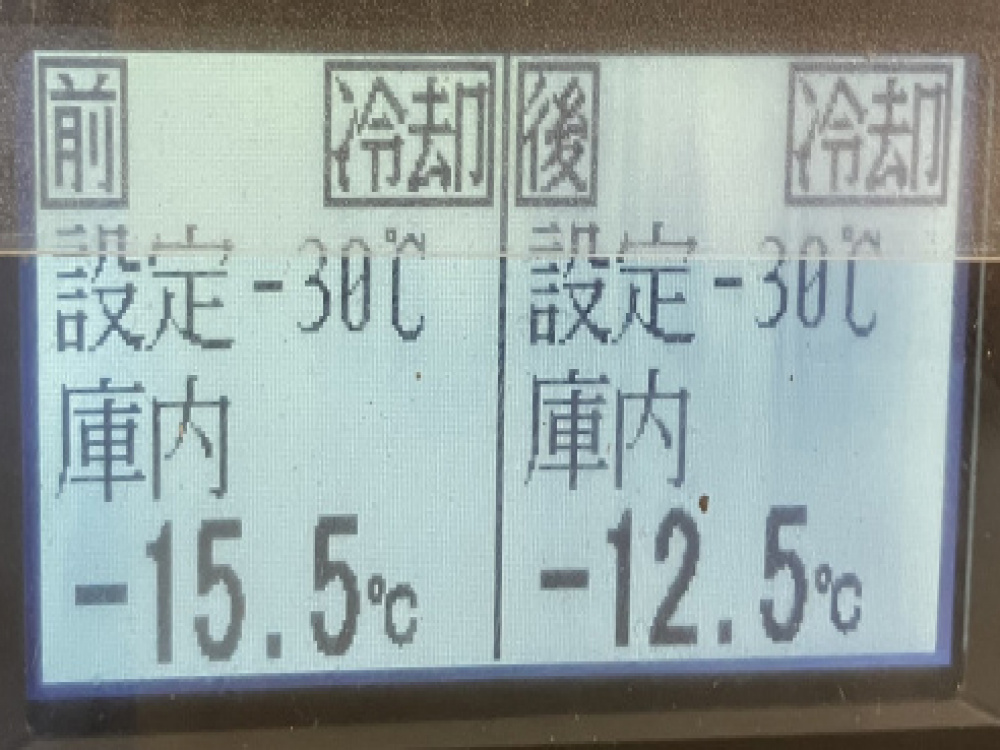 前 冷却 後 冷却
設定-30℃ 設定-30℃
庫内 庫内
-15.5℃ -12.5℃